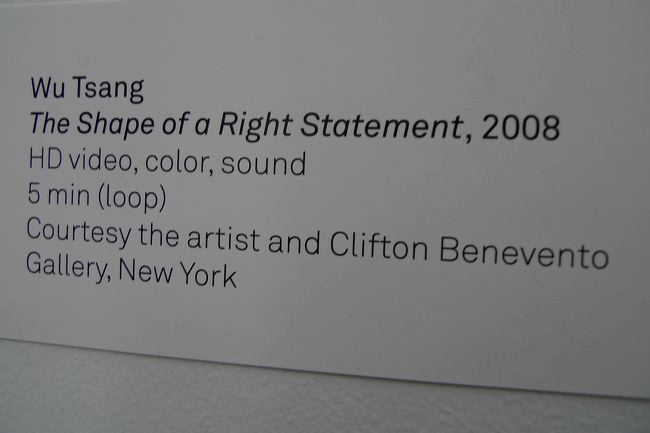 Wu Tsang
The Shape of a Right Statement, 2008
HD video, color, sound
5 min (loop)
Courtesy the artist and Clifton Benevento
Gallery, New York